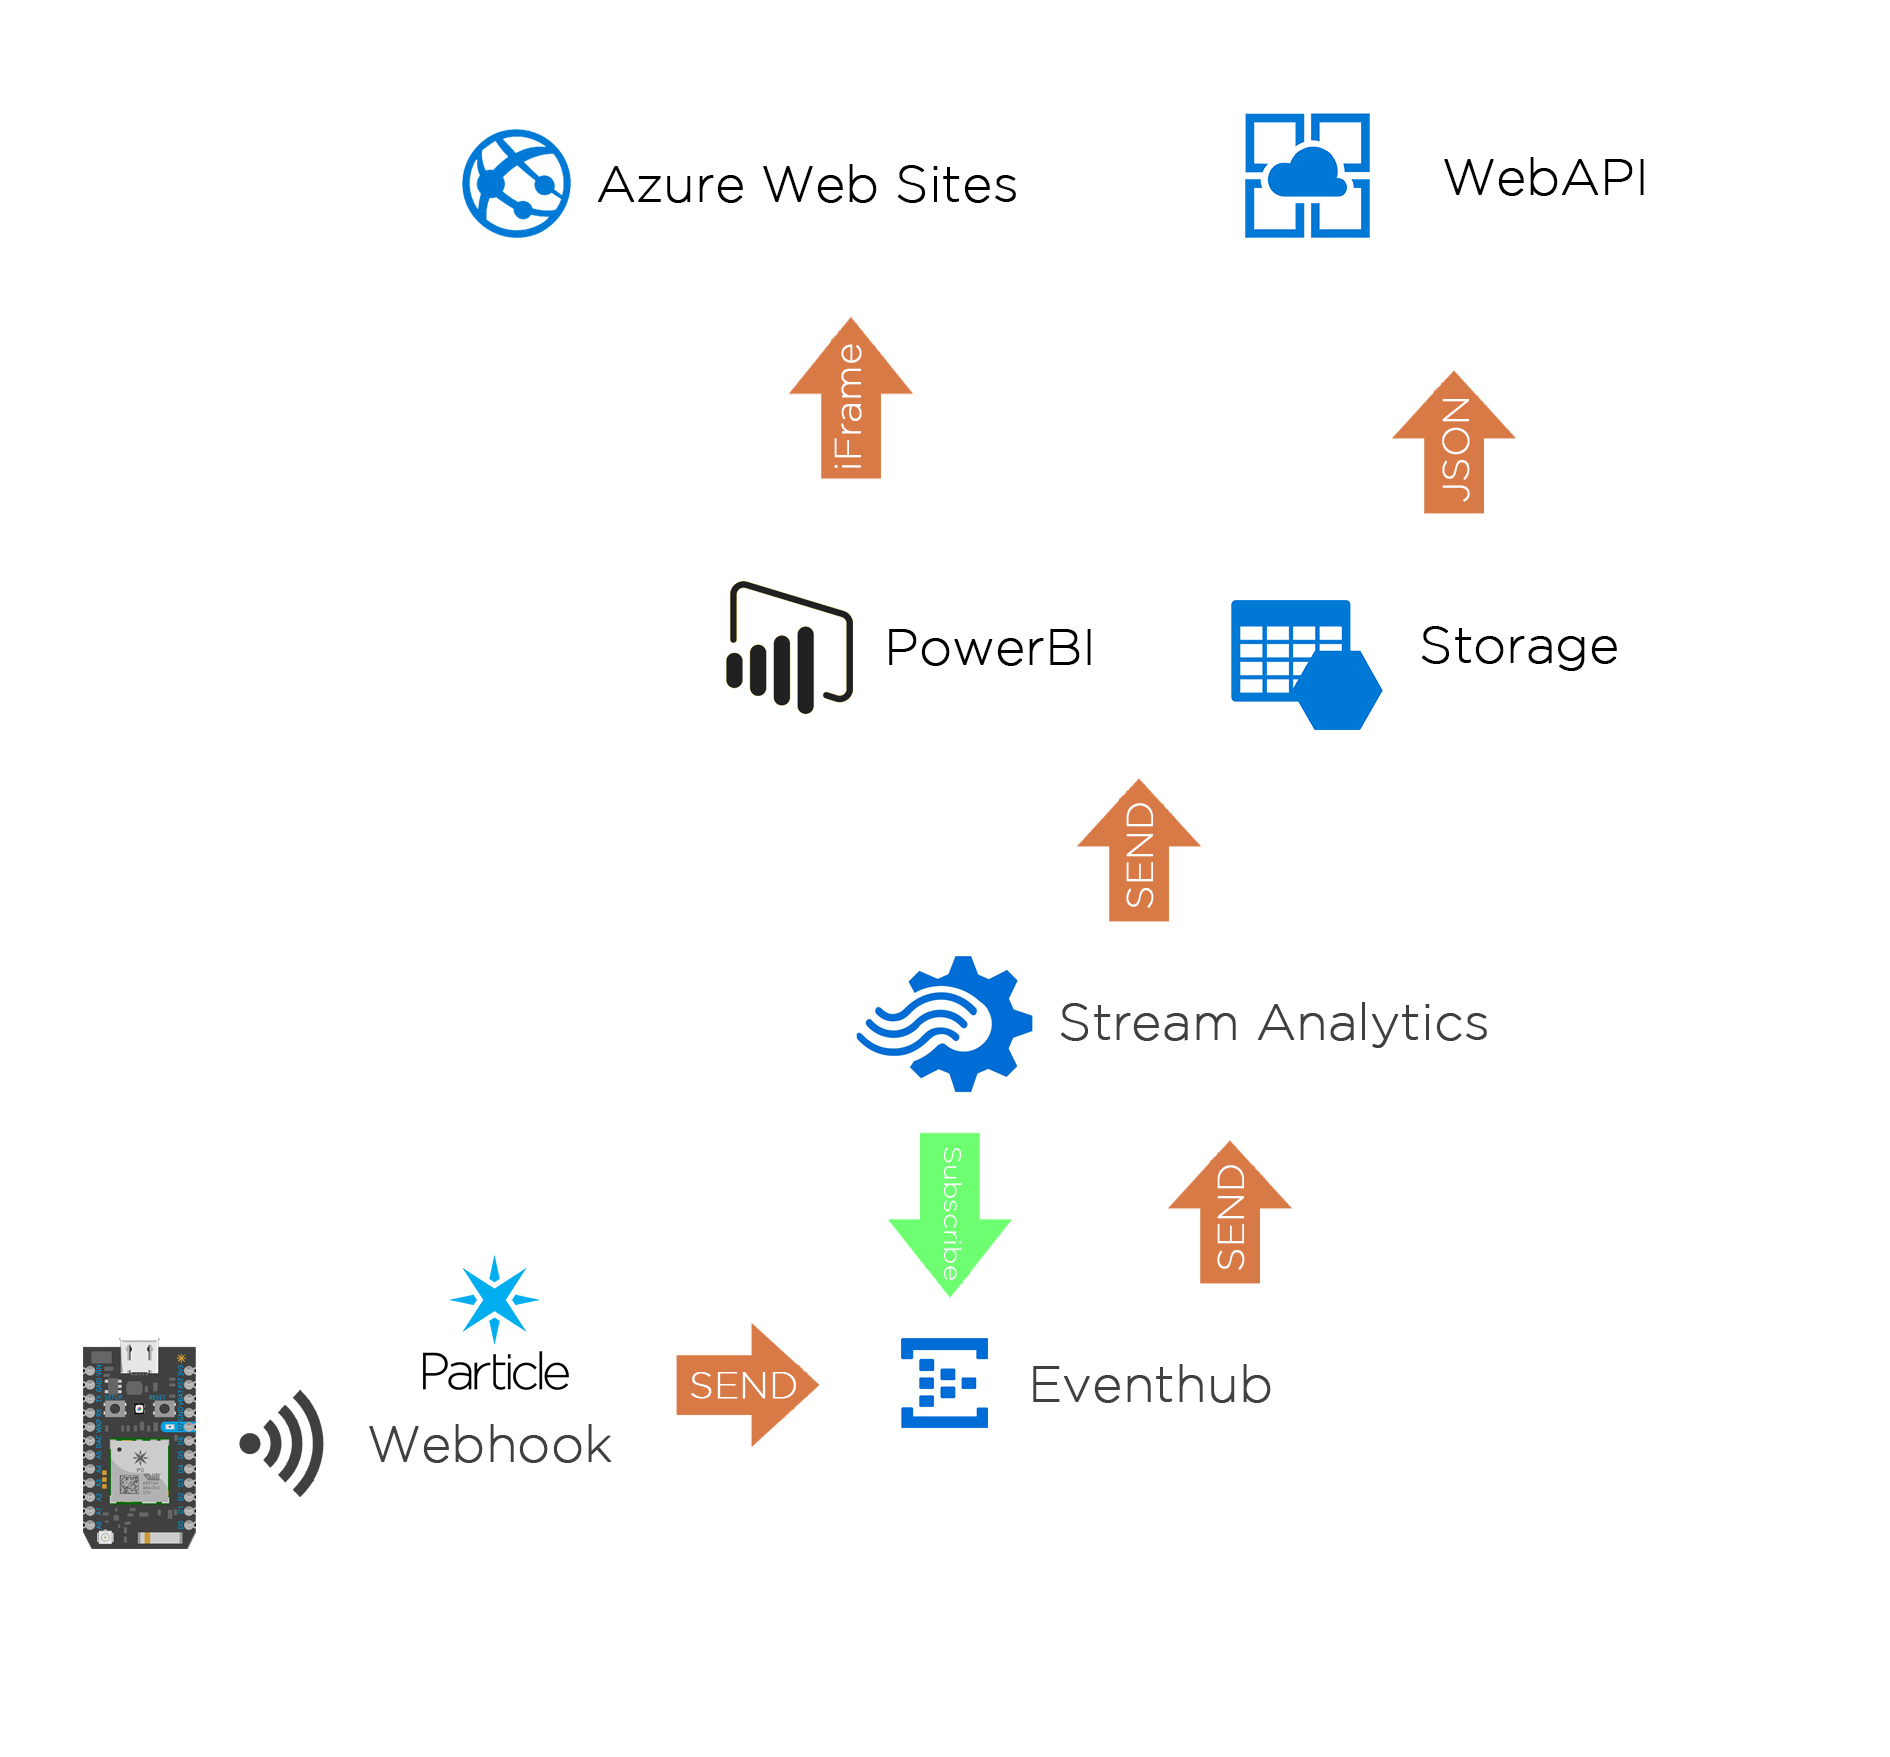 Azure Web Sites
WebAPI
iFrame
JSON
PowerBI
Storage
SEND
Stream Analytics
Subscribe
SEND
Particle
Webhook
SEND
Eventhub